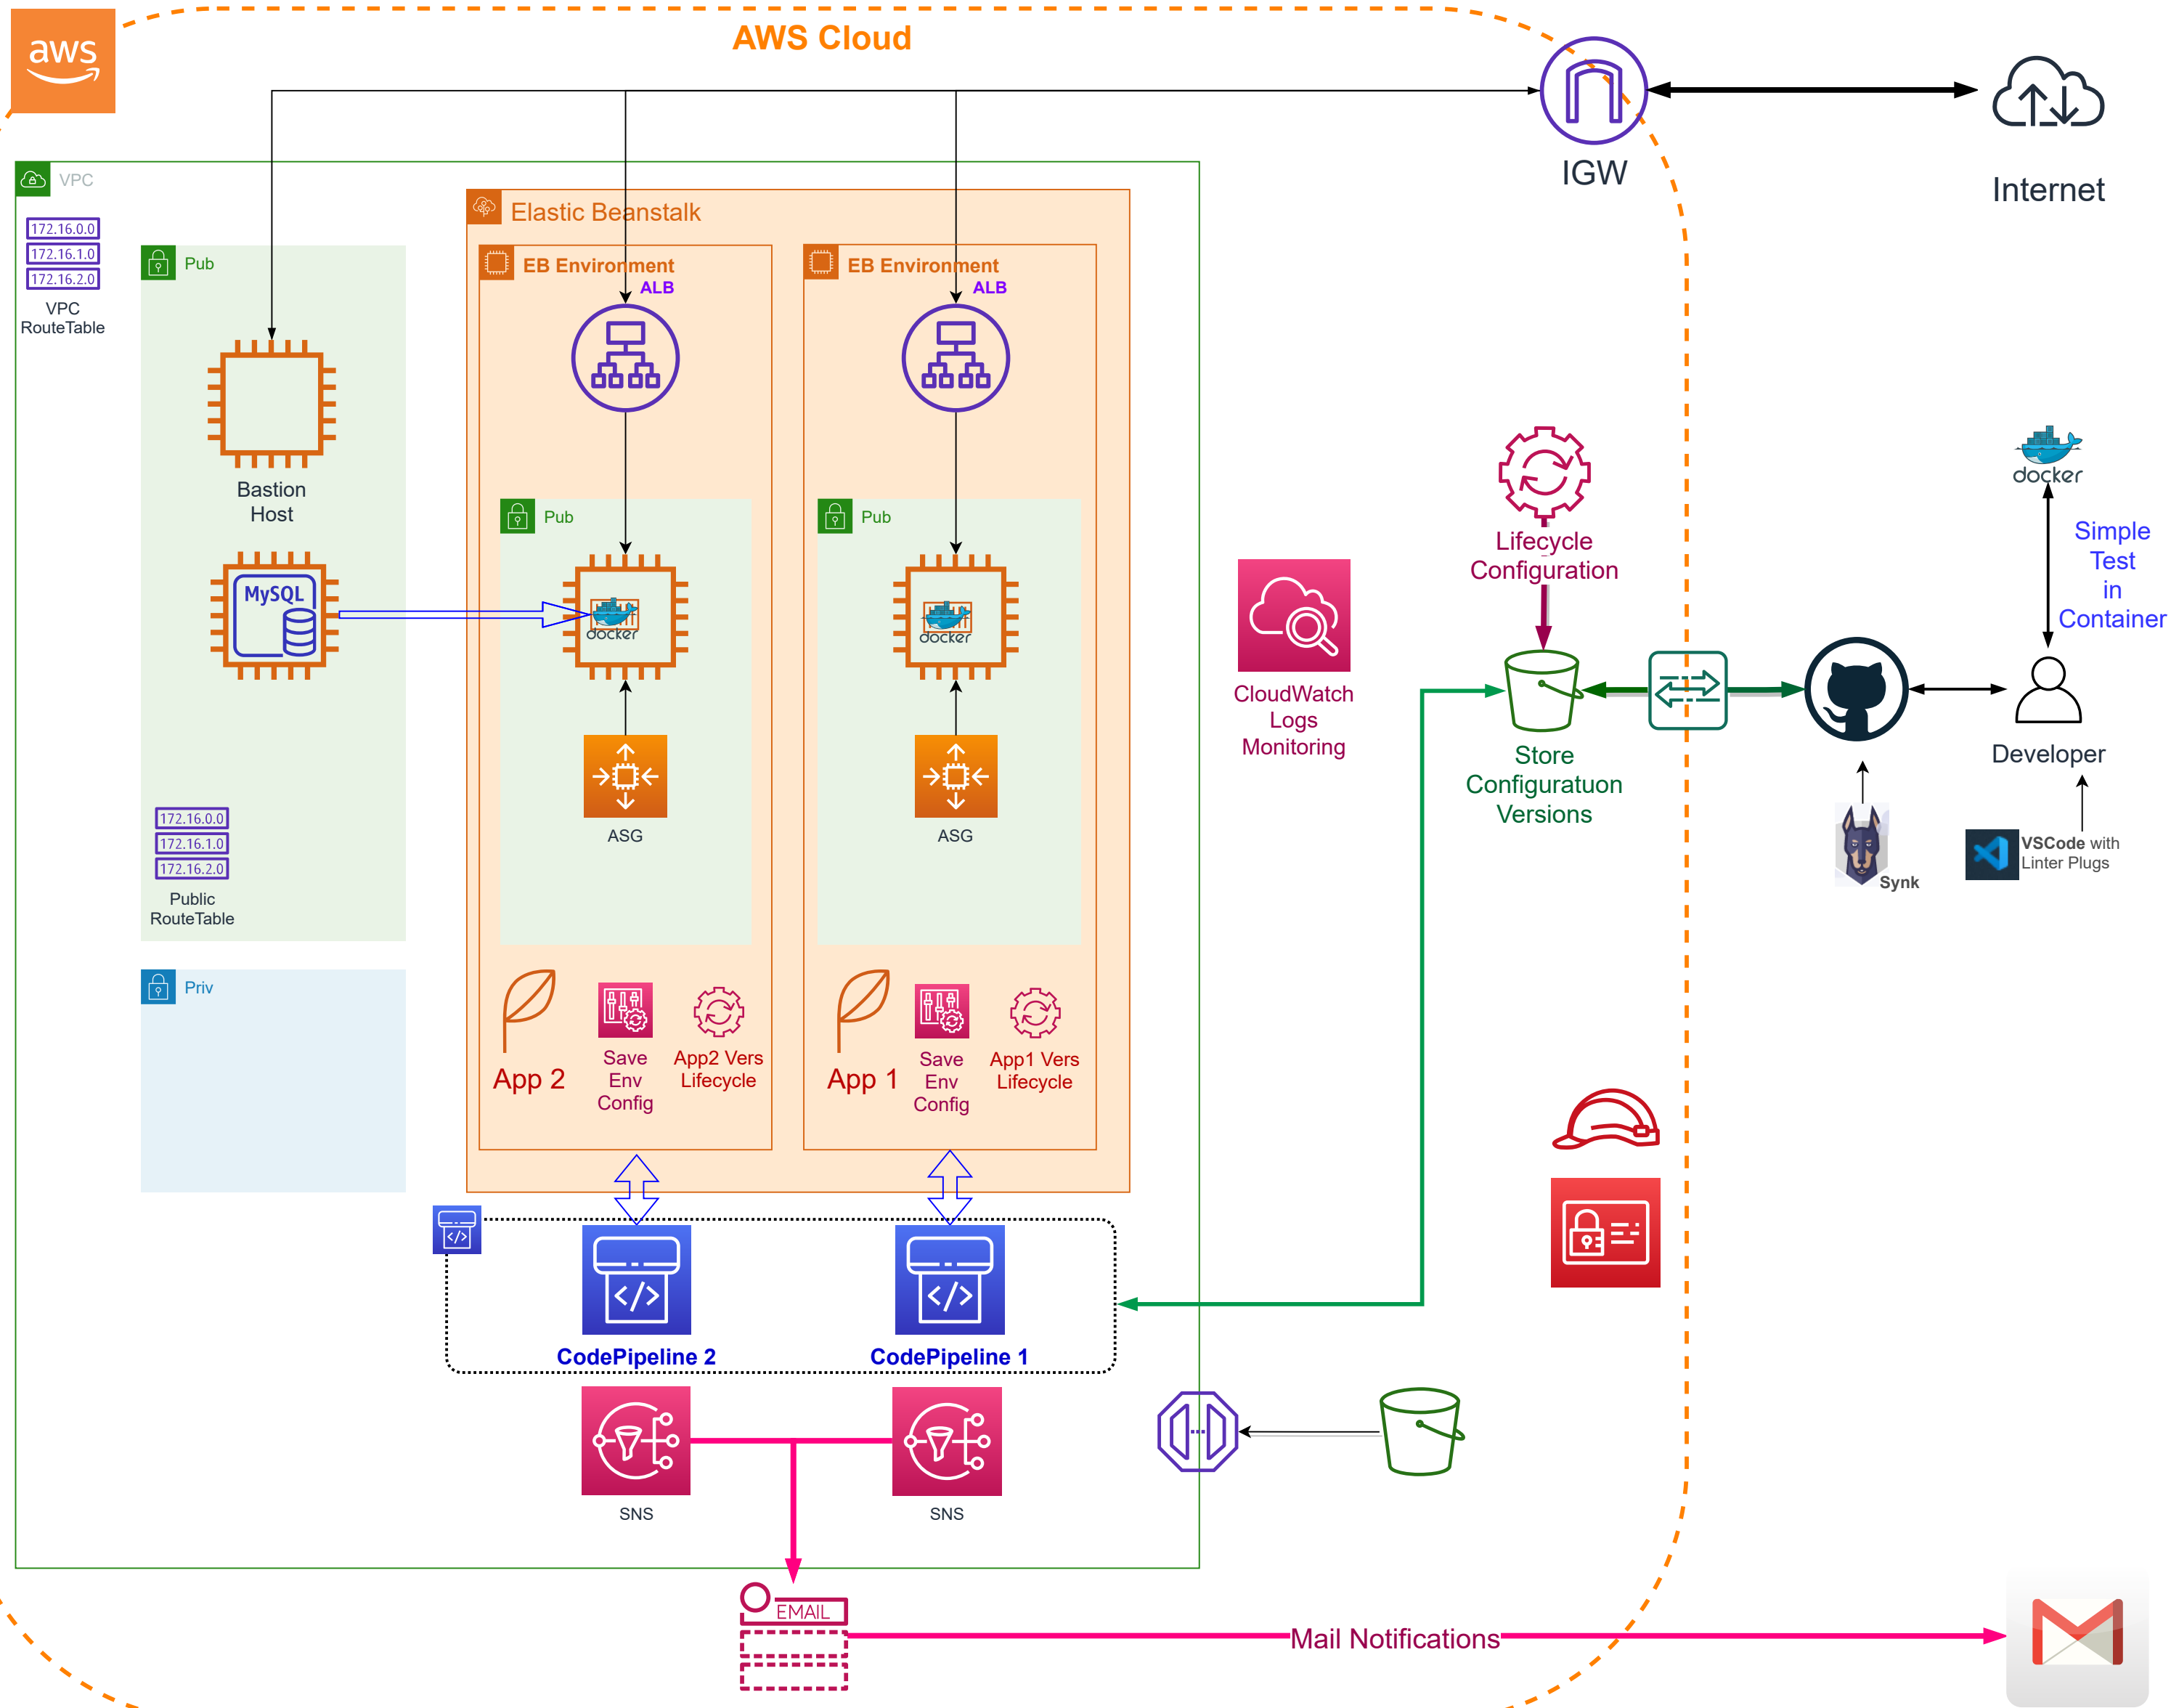 aws
AWS Cloud
IGW
Internet
VPC
172.16.0.0
172.16.1.0
172.16.2.0
VPC
RouteTable
Pub
Bastion
Host
MySQL
172.16.0.0
172.16.1.0
172.16.2.0
Public
RouteTable
Priv
Elastic Beanstalk
EB Environment
ALB
Pub
docker
ASG
App 2
Save
Env
Config
App2 Vers
Lifecycle
EB Environment
ALB
Pub
docker
ASG
App 1
Save
Env
Config
App1 Vers
Lifecycle
CodePipeline 2
CodePipeline 1
SNS
SNS
EMAIL
Mail Notifications
CloudWatch
Logs
Monitoring
Lifecycle
Configuration
Store
Configuratuon
Versions
docker
Simple
Test
in
Container
Developer
Synk
VSCode with
Linter Plugs